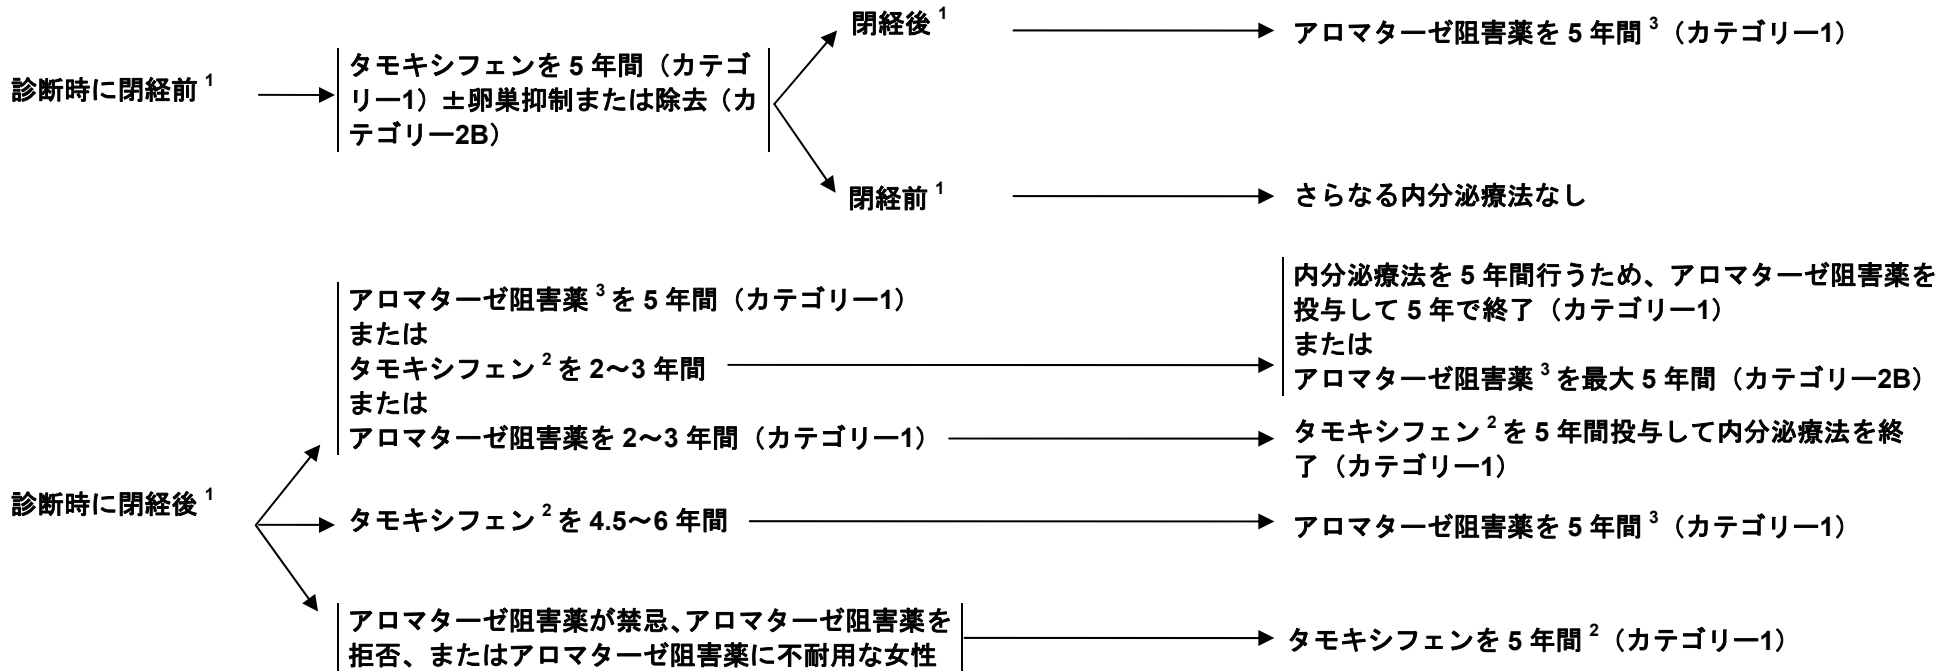 閉経後 1
アロマターゼ阻害薬を 5 年間 3（カテゴリー1）
診断時に閉経前 1
タモキシフェンを 5 年間（カテゴ
リー1）±卵巣抑制または除去（カ
テゴリー2B）
閉経前 1
さらなる内分泌療法なし
アロマターゼ阻害薬 3 を 5 年間（カテゴリー1）
または
タモキシフェン 2 を 2～3 年間
または
アロマターゼ阻害薬を 2～3 年間（カテゴリー1）
内分泌療法を 5 年間行うため、アロマターゼ阻害薬を
投与して 5 年で終了（カテゴリー1）
または
アロマターゼ阻害薬 3 を最大 5 年間（カテゴリー2B）
タモキシフェン 2 を 5 年間投与して内分泌療法を終
了（カテゴリー1）
診断時に閉経後 1
タモキシフェン 2 を 4.5～6 年間
アロマターゼ阻害薬を 5 年間 3（カテゴリー1）
アロマターゼ阻害薬が禁忌、アロマターゼ阻害薬を
拒否、またはアロマターゼ阻害薬に不耐用な女性
タモキシフェンを 5 年間 2（カテゴリー1）